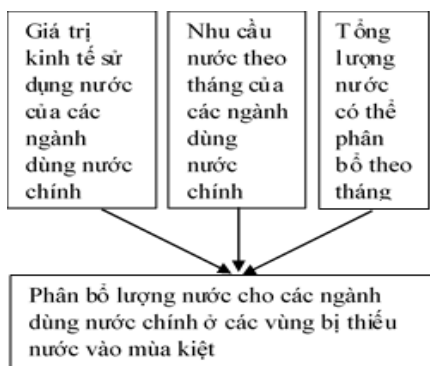 Giá trị
kinh tế sử
dụng nước
của các
ngành
dùng nước
chính
Nhu cầu
nước theo
tháng của
các ngành
dùng
nước
chính
Tổng
lượng
nước
có thể
phân
bổ theo
tháng
Phân bổ lượng nước cho các ngành
dùng nước chính ở các vùng bị thiếu
nước vào mùa kiệt